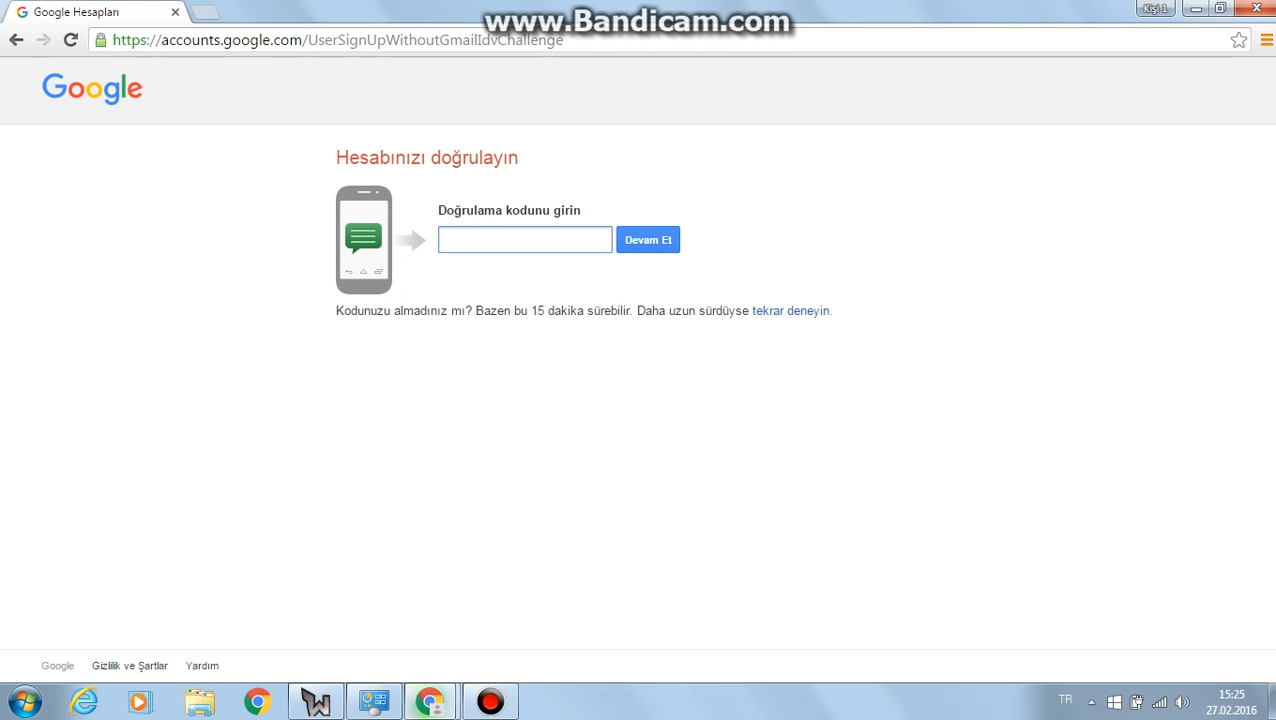 Google Hesapları
www.Bandicam.com
Kişi 1
https://accounts.google.com/UserSignUpWithoutGmailIdvChallenge
Google
Hesabınızı doğrulayın
Doğrulama kodunu girin
Devam Et
Kodunuzu almadınız mı? Bazen bu 15 dakika sürebilir. Daha uzun sürdüyse tekrar deneyin.
Google Gizlilik ve Şartlar Yardım
TR
15:25
27.02.2016